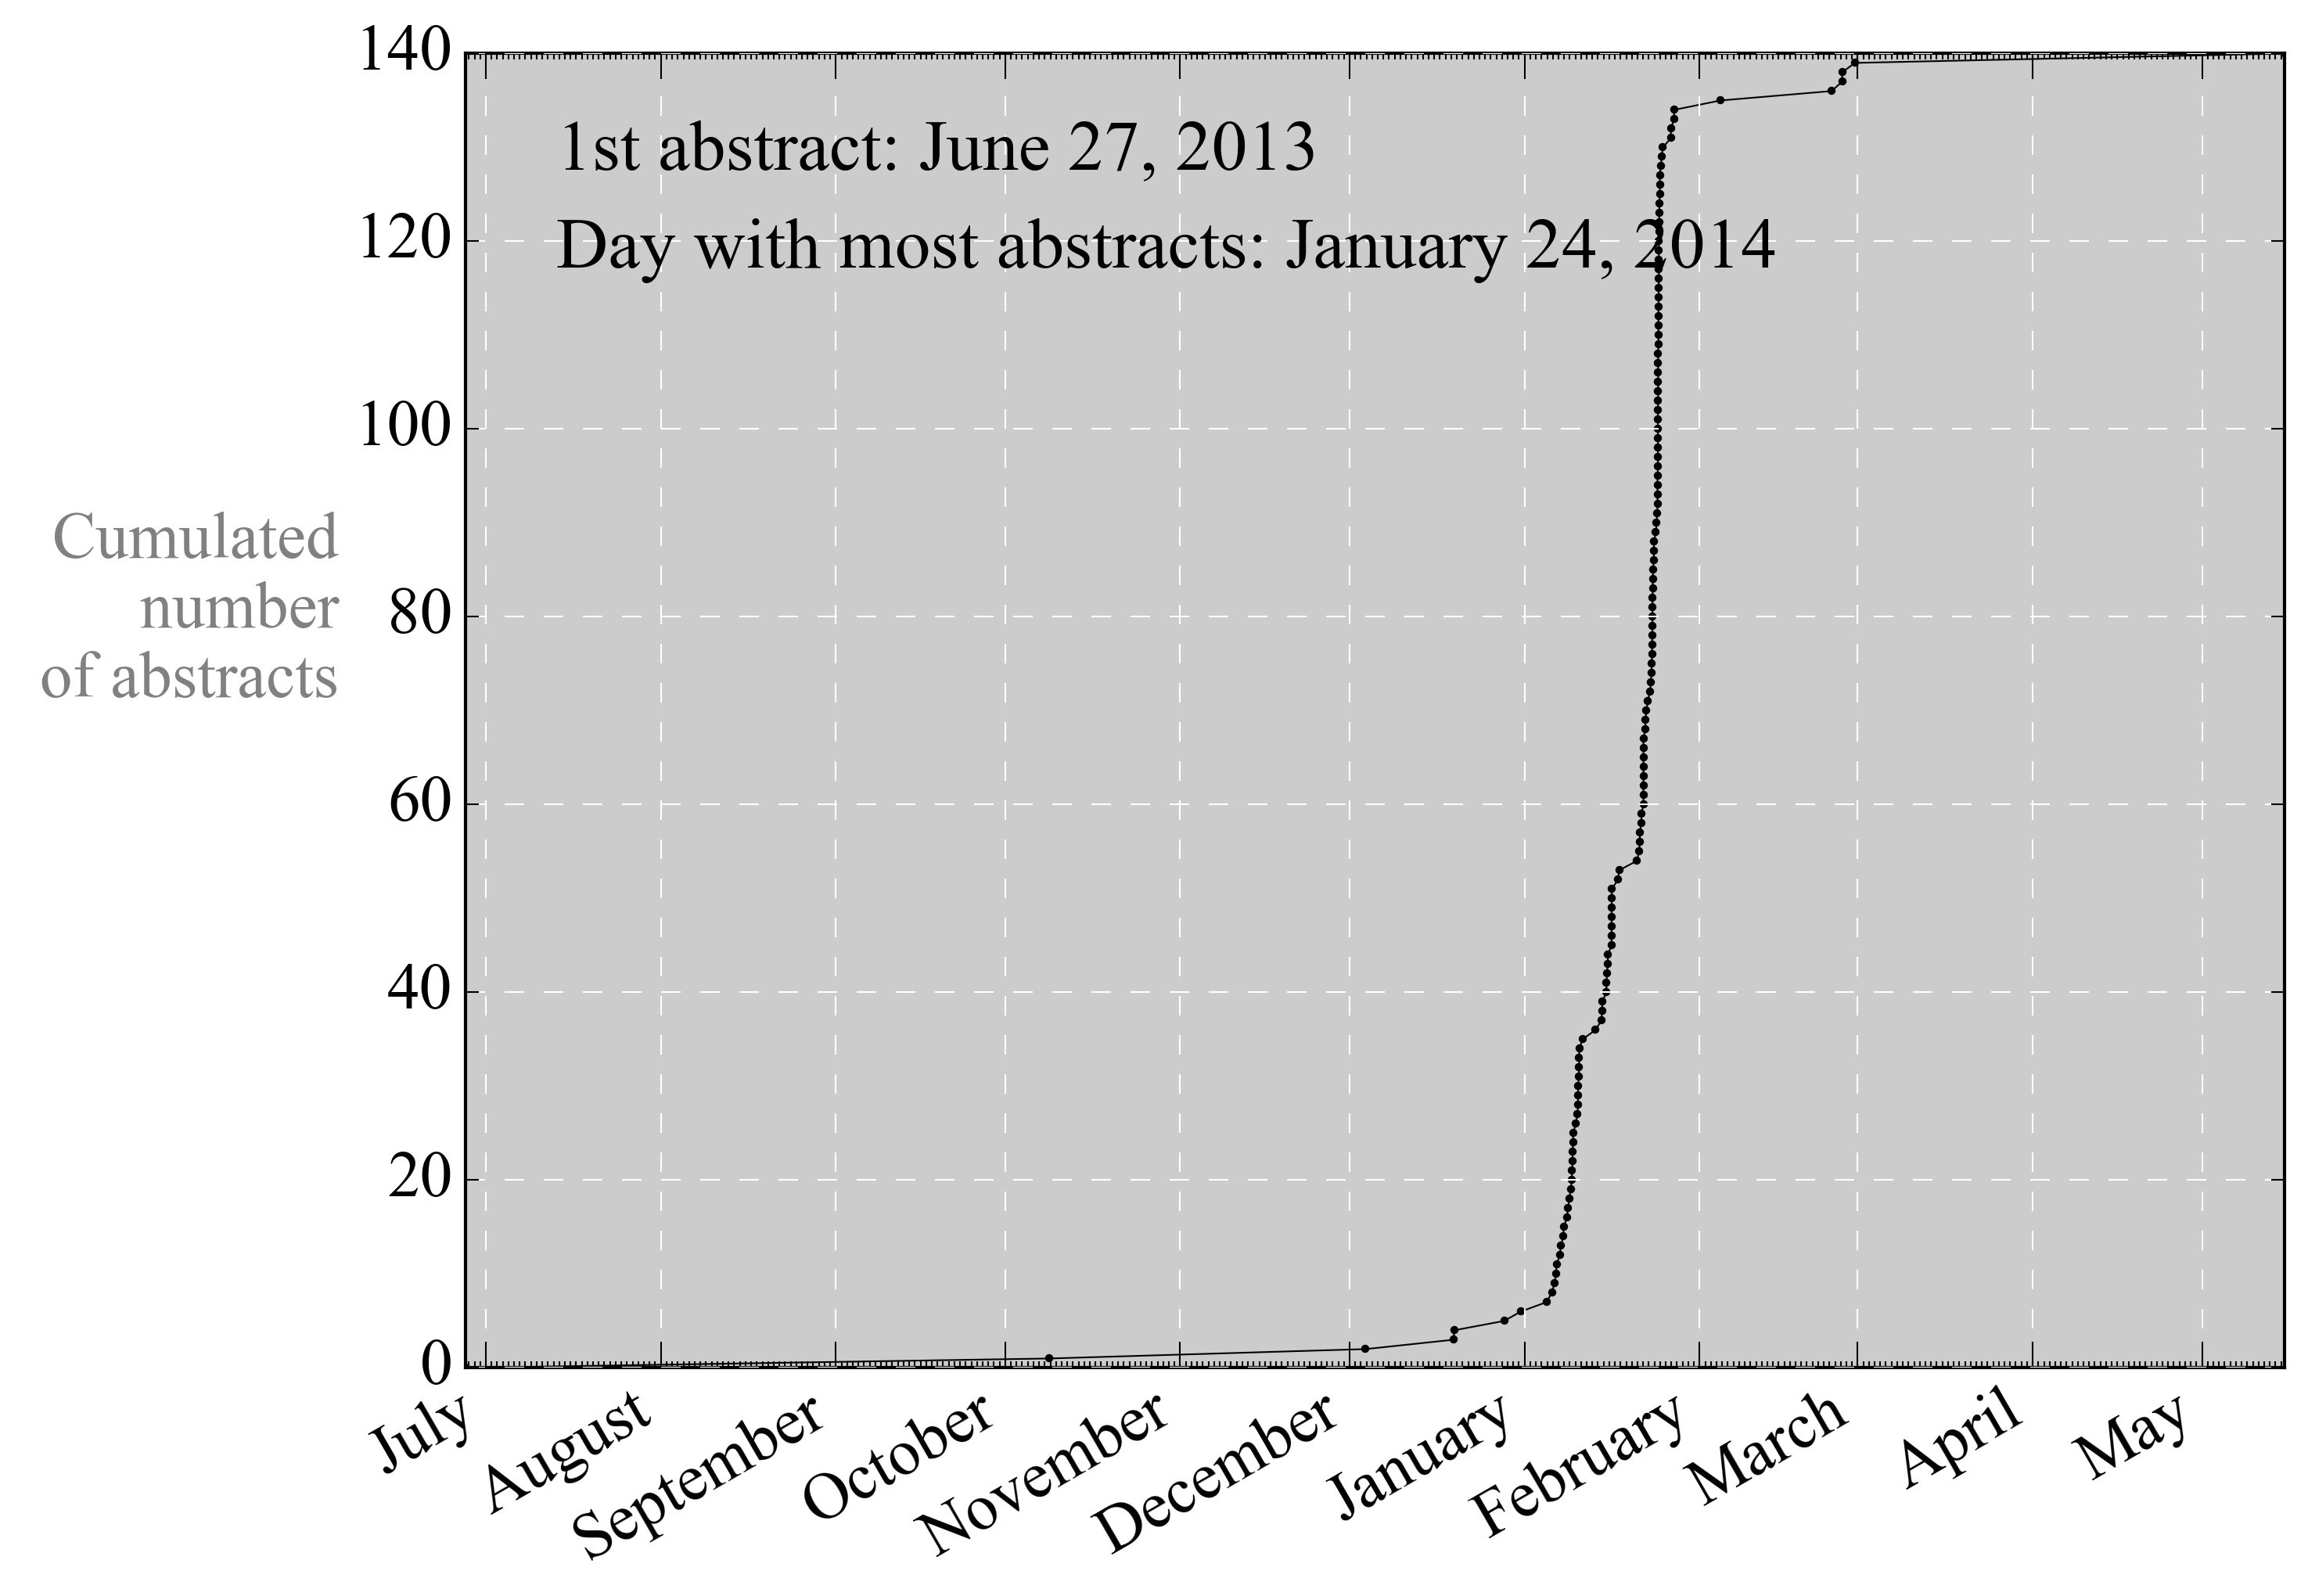 140
1st abstract: June 27, 2013
120
Day with most abstracts: January 24, 2014
100
Cumulated
number
of abstracts
80
60
40
20
0
July
August
September
October
November
December
January
February
March
April
May